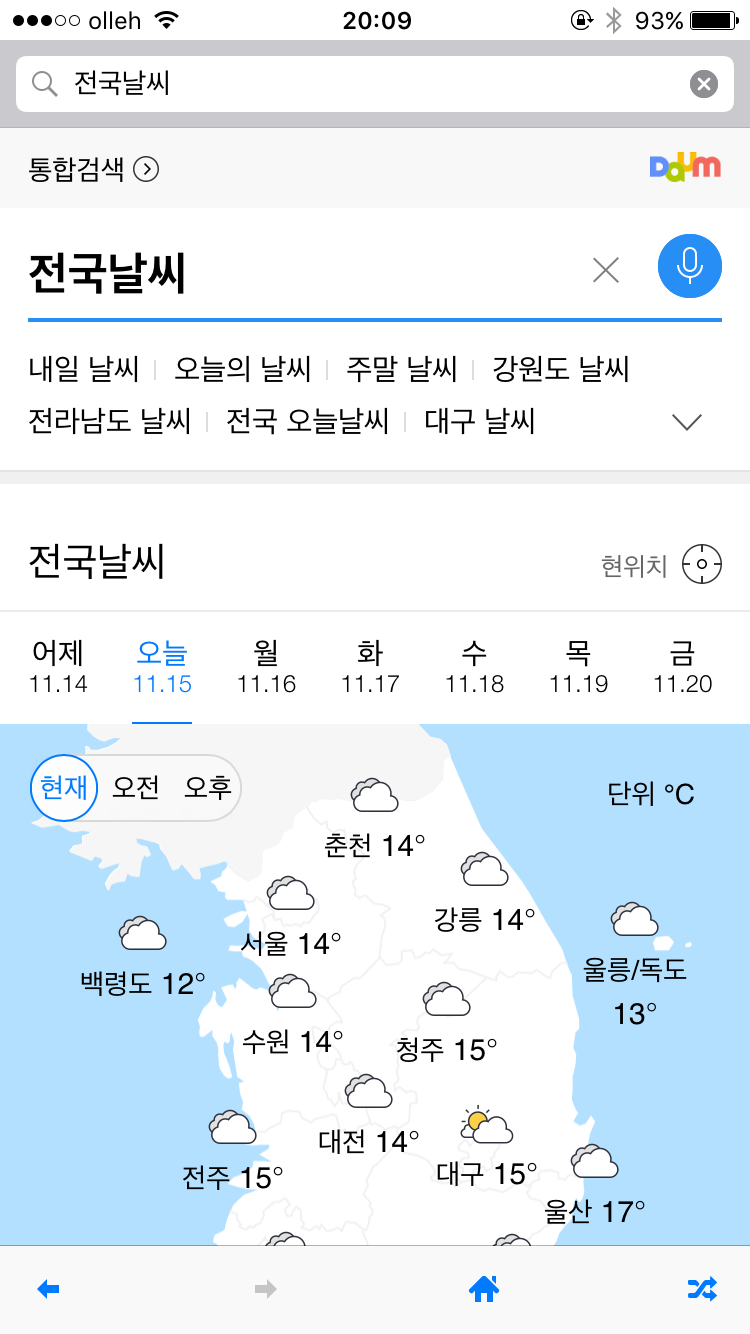 olleh 20:09 93%
전국날씨
통합검색 Daum
전국날씨
내일 날씨 오늘의 날씨 주말 날씨 강원도 날씨
전라남도 날씨 전국 오늘날씨 대구 날씨
전국날씨 현위치
어제 오늘 월 화 수 목 금
11.14 11.15 11.16 11.17 11.18 11.19 11.20
현재 오전 오후 단위 °C
춘천 14°
강릉 14°
서울 14°
백령도 12°
울릉/독도
13°
수원 14°
청주 15°
대전 14°
전주 15°
대구 15°
울산 17°